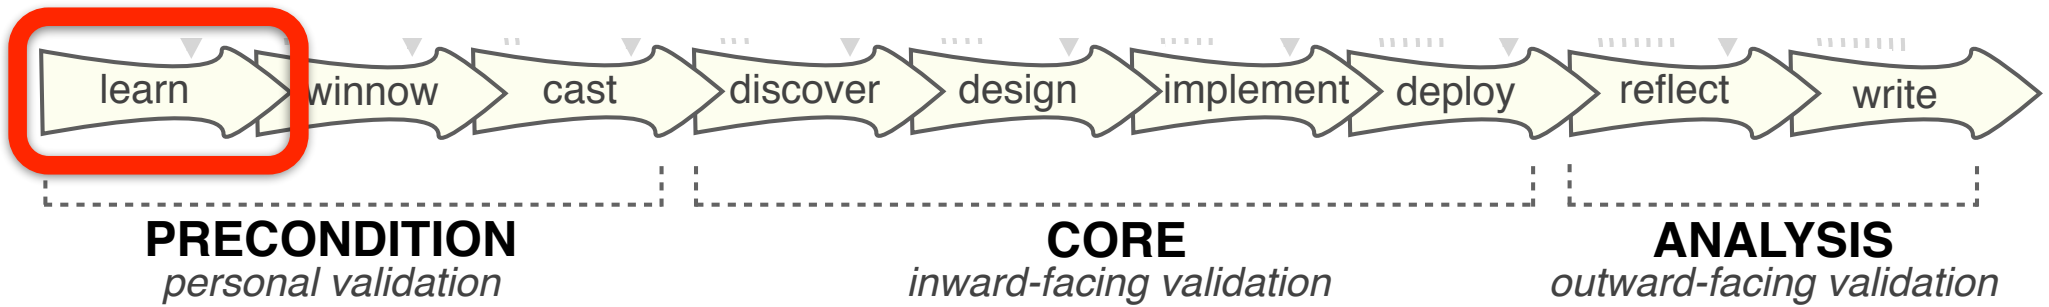 learn winnow cast discover design implement deploy reflect write
PRECONDITION CORE ANALYSIS
personal validation inward-facing validation outward-facing validation